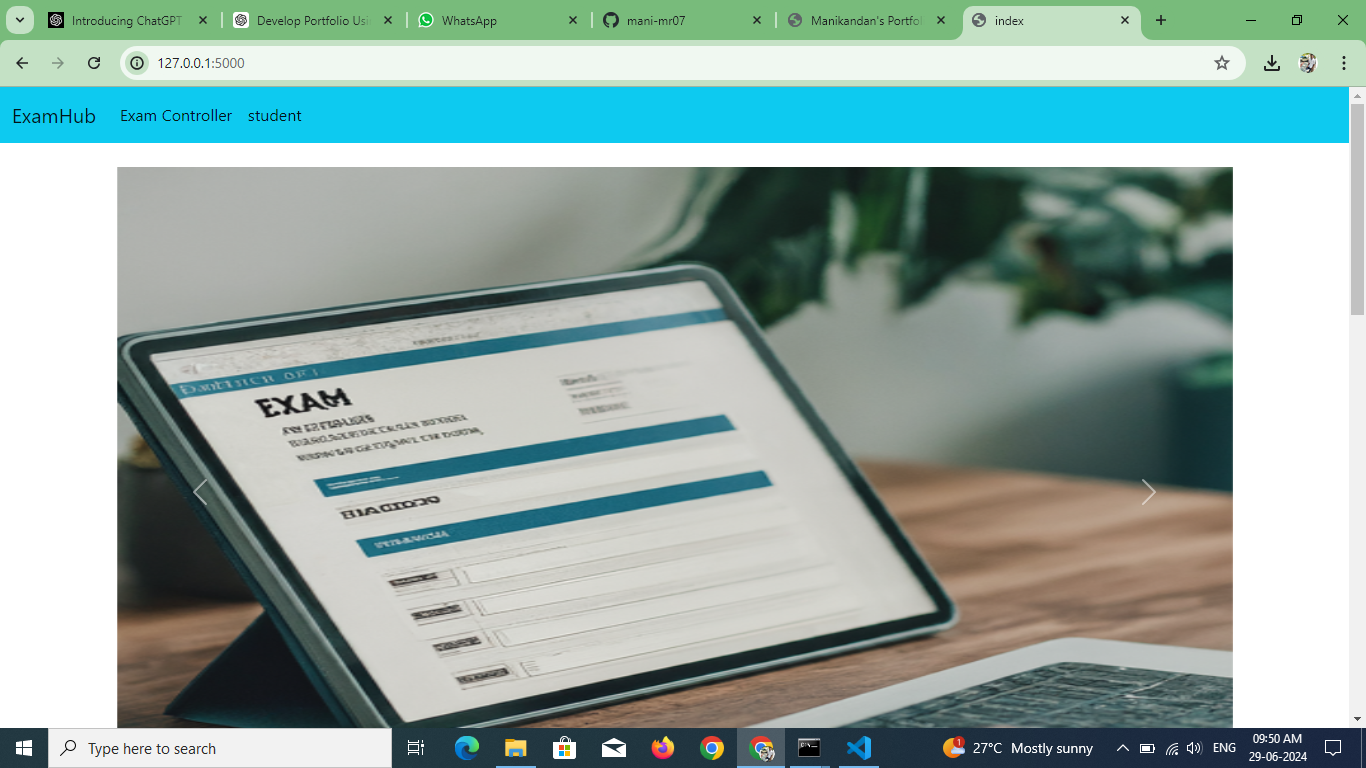 Introducing ChatGPT
Develop Portfolio Usi
WhatsApp
mani-mr07
Manikandan's Portfol
index
127.0.0.1:5000
ExamHub
Exam Controller
student
EXAM
Type here to search
1
27°C Mostly sunny
ENG
09:50 AM
29-06-2024